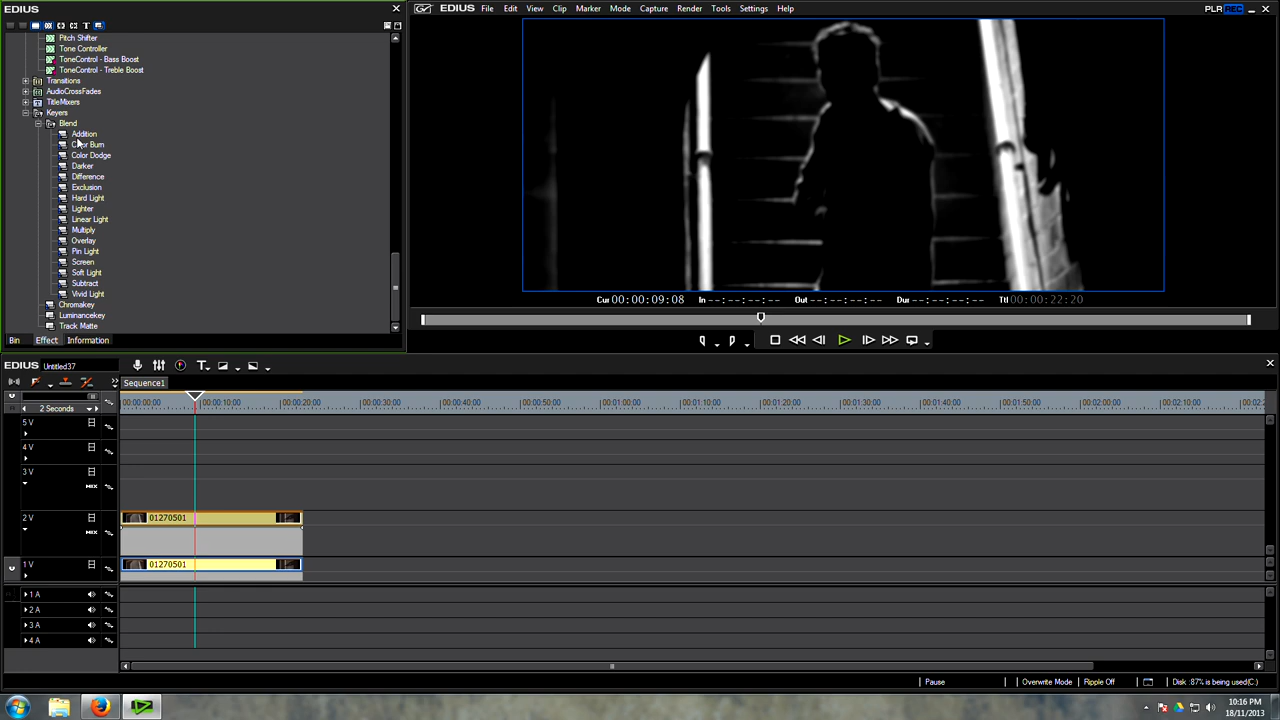 EDIUS
Pitch Shifter
Tone Controller
ToneControl - Bass Boost
ToneControl - Treble Boost
Transitions
AudioCrossFades
TitleMixers
Keyers
Blend
Addition
Color Burn
Color Dodge
Darker
Difference
Exclusion
Hard Light
Lighter
Linear Light
Multiply
Overlay
Pin Light
Screen
Soft Light
Subtract
Vivid Light
Chromakey
Luminancekey
Track Matte
Bin Effect Information
EDIUS File Edit View Clip Marker Mode Capture Render Tools Settings Help PLR REC
Cur 00:00:09:08 In --:--:--:-- Out --:--:--:-- Dur --:--:--:-- Ttl 00:00:22:20
EDIUS Untitled37
Sequence1
2 Seconds 00:00:00:00 00:00:10:00 00:00:20:00 00:00:30:00 00:00:40:00 00:00:50:00 00:01:00:00 00:01:10:00 00:01:20:00 00:01:30:00 00:01:40:00 00:01:50:00 00:02:00:00 00:02:10:00 00:02:2
5 V
4 V
3 V
MIX
2 V 01270501
MIX
1 V 01270501
1 A
2 A
3 A
4 A
Pause Overwrite Mode Ripple Off Disk :87% is being used(C:)
10:16 PM
18/11/2013